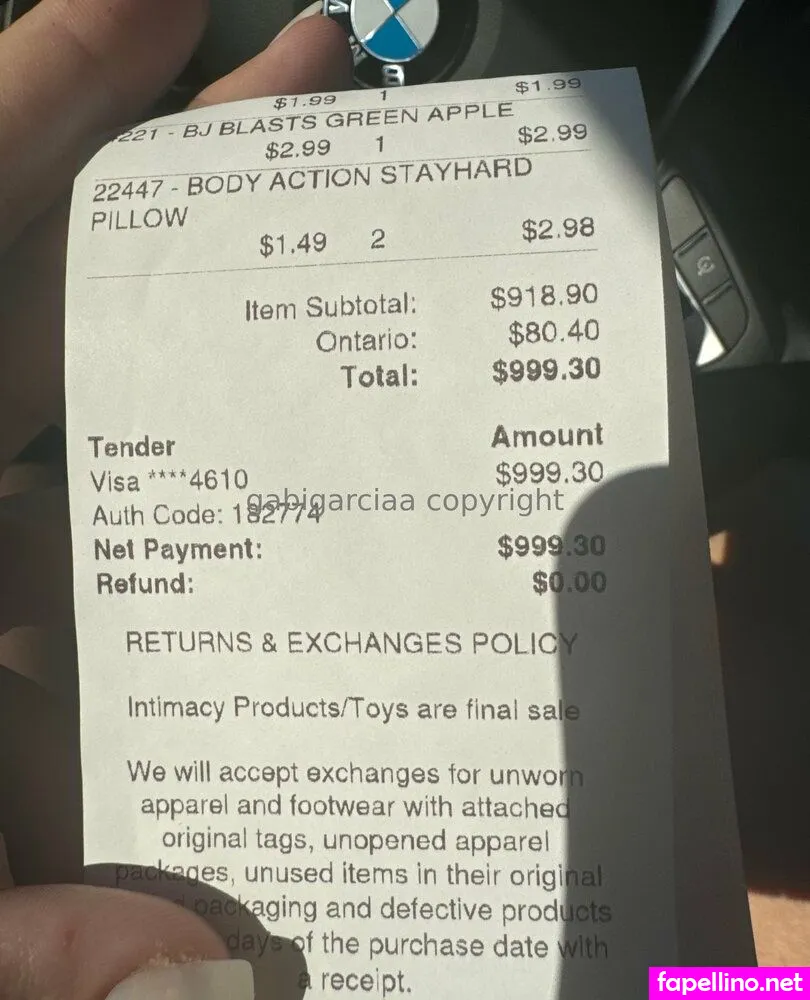 $1.99 1 $1.99
221 - BJ BLASTS GREEN APPLE
$2.99 1 $2.99
22447 - BODY ACTION STAYHARD
PILLOW
$1.49 2 $2.98
Item Subtotal: $918.90
Ontario: $80.40
Total: $999.30
Tender Amount
Visa ****4610 $999.30
gabigarciaa copyright
Auth Code: 182774
Net Payment: $999.30
Refund: $0.00
RETURNS & EXCHANGES POLICY
Intimacy Products/Toys are final sale
We will accept exchanges for unworn
apparel and footwear with attached
original tags, unopened apparel
packages, unused items in their original
packaging and defective products
days of the purchase date with
a receipt.
fapellino.net